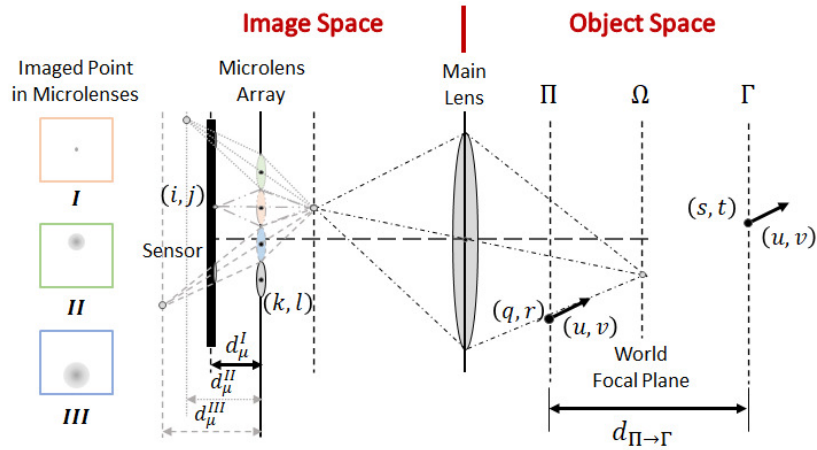 Image Space
Object Space
Imaged Point
in Microlenses
Microlens
Array
Main
Lens
Π
Ω
Γ
I
(i, j)
(s, t)
(u, v)
II
Sensor
(k, l)
(q, r)
(u, v)
III
d_μ^I
d_μ^II
d_μ^III
World
Focal Plane
d_Π→Γ